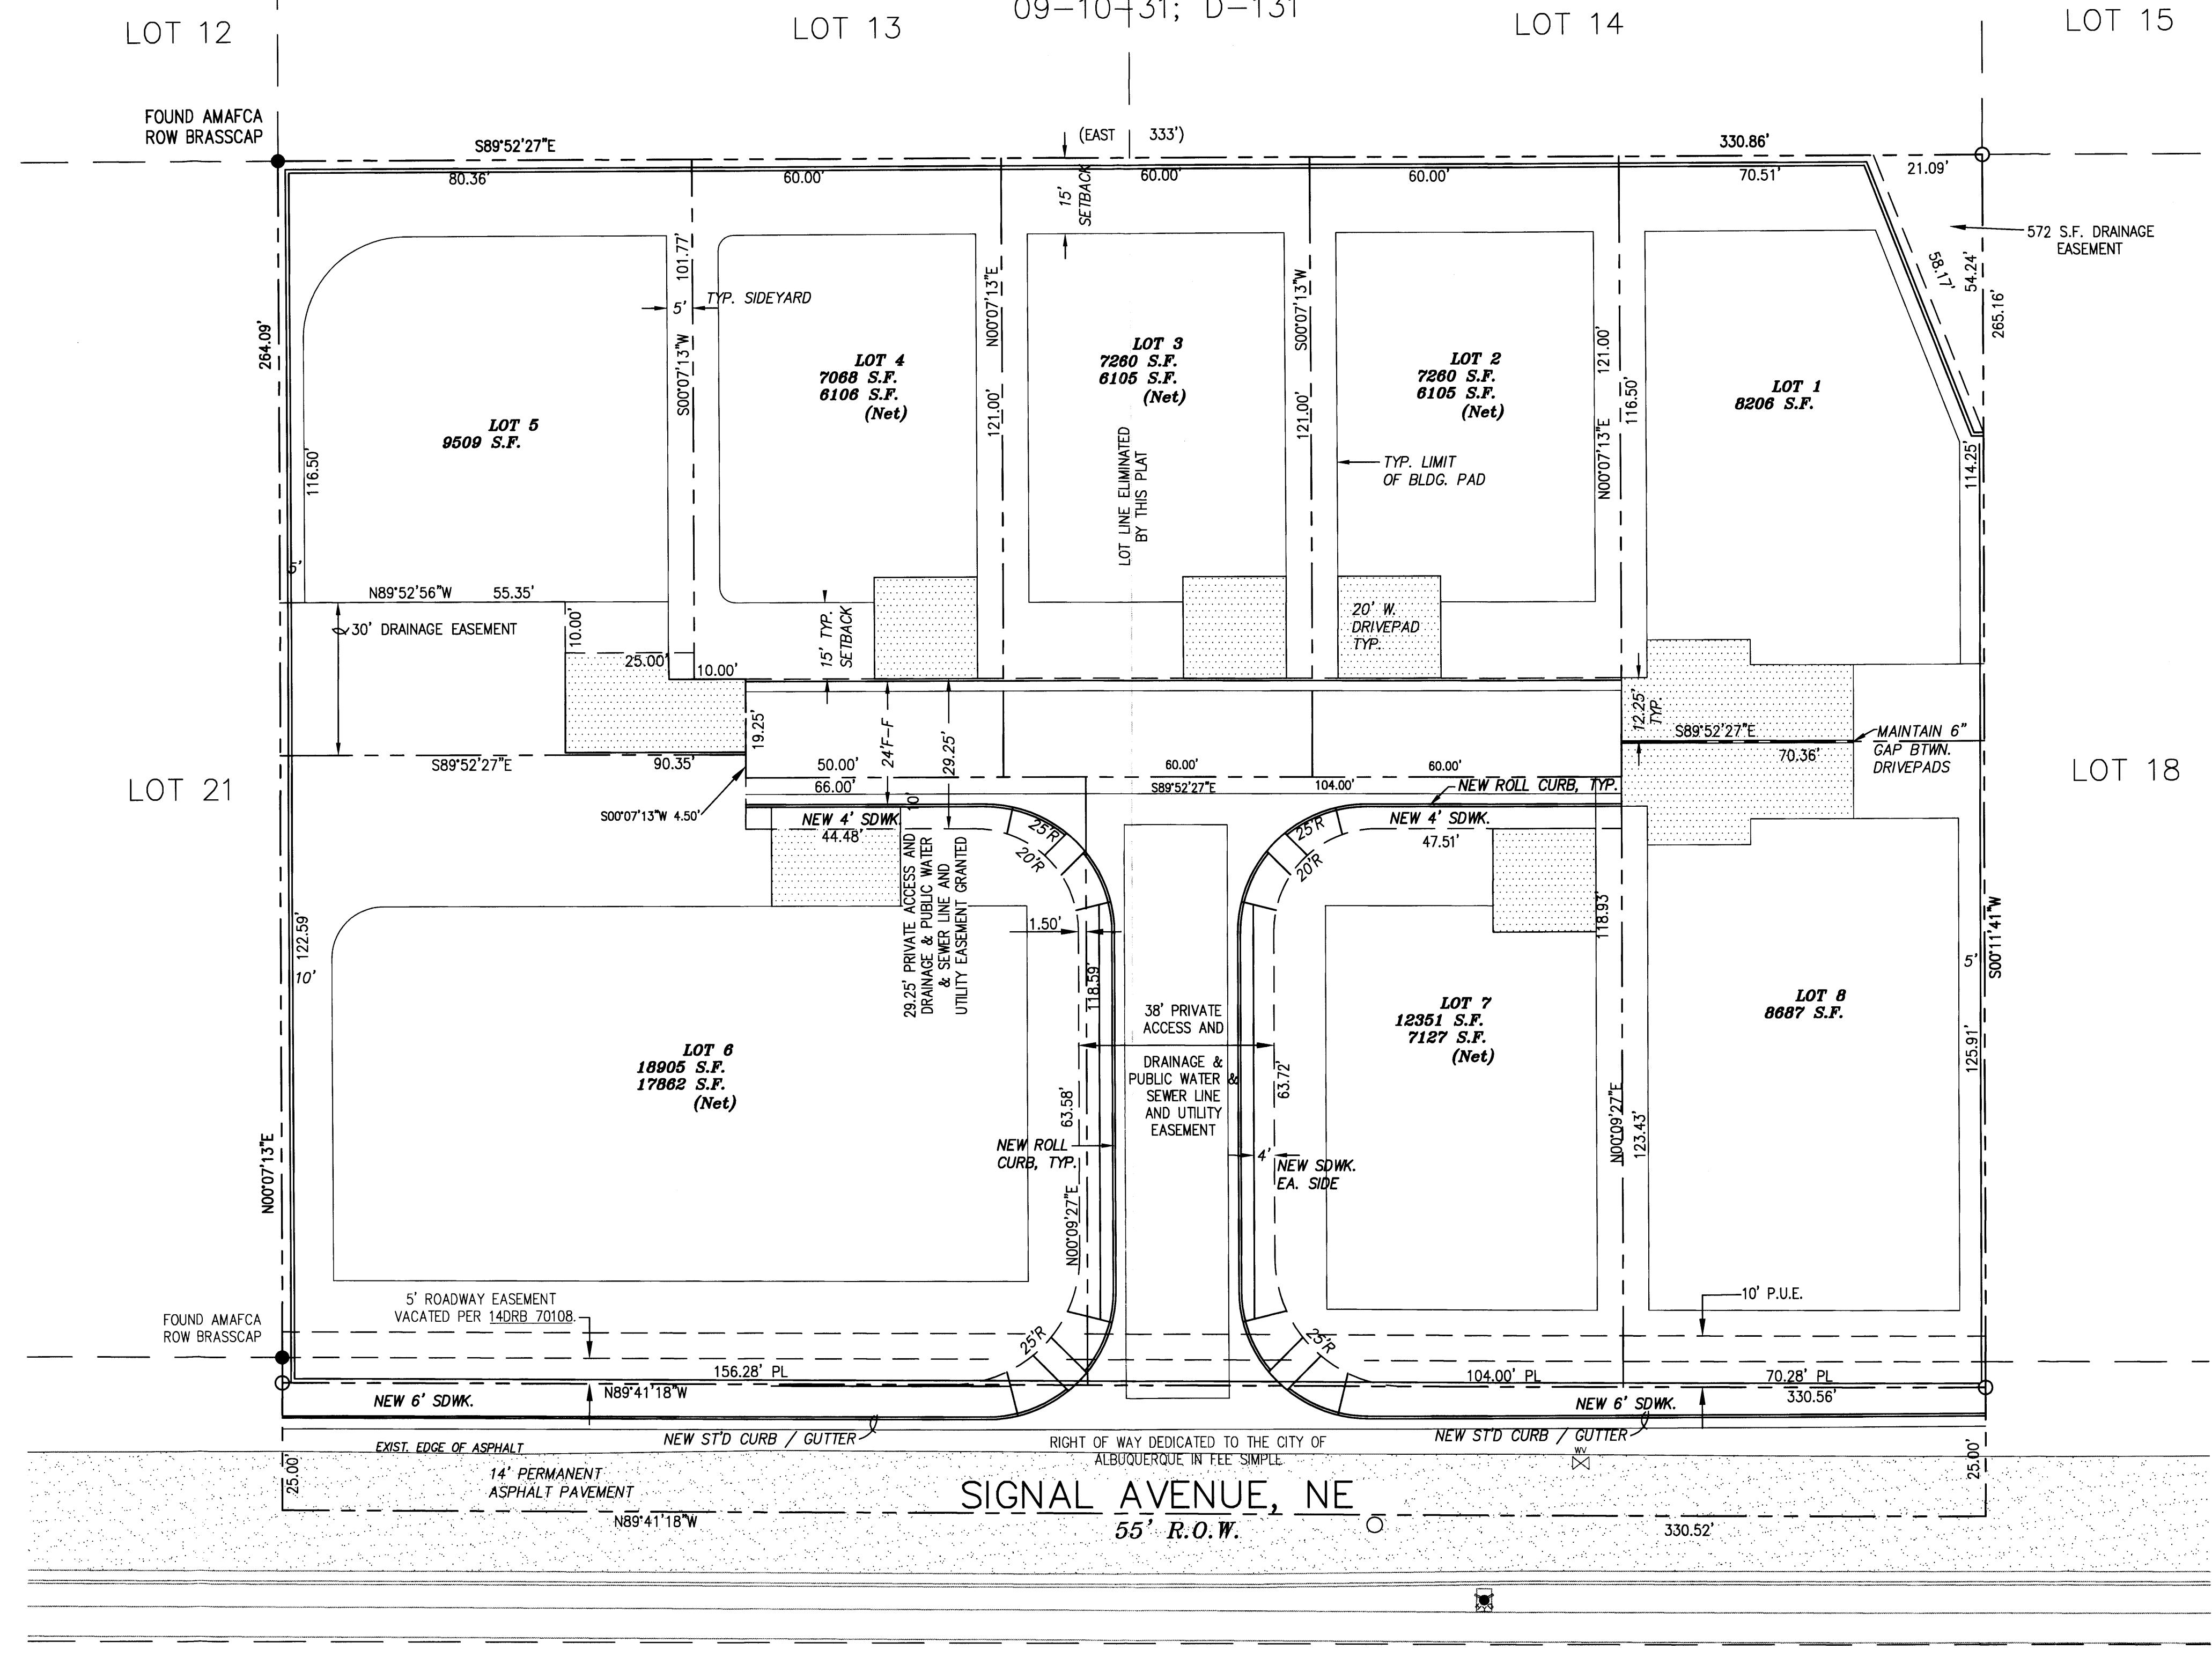 09-10-31; D-131
LOT 12
LOT 13
LOT 14
LOT 15
FOUND AMAFCA
ROW BRASSCAP
S89°52'27"E
(EAST 333')
330.86'
80.36'
60.00'
60.00'
60.00'
70.51'
21.09'
15'
SETBACK
572 S.F. DRAINAGE
EASEMENT
58.17'
54.24'
265.16'
101.77'
5'
TYP. SIDEYARD
S00°07'13"W
264.09'
N00°07'13"E
121.00'
S00°07'13"W
121.00'
121.00'
116.50'
N00°07'13"E
LOT 5
9509 S.F.
LOT 4
7068 S.F.
6106 S.F.
(Net)
LOT 3
7260 S.F.
6105 S.F.
(Net)
LOT 2
7260 S.F.
6105 S.F.
(Net)
LOT 1
8206 S.F.
116.50'
114.25'
LOT LINE ELIMINATED
BY THIS PLAT
TYP. LIMIT
OF BLDG. PAD
5'
N89°52'56"W 55.35'
30' DRAINAGE EASEMENT
10.00'
25.00'
10.00'
15' TYP.
SETBACK
20' W.
DRIVEPAD
TYP.
12.25'
TYP.
S89°52'27"E
70.36'
MAINTAIN 6"
GAP BTWN.
DRIVEPADS
LOT 21
LOT 18
19.25'
24'F-F
29.25'
S89°52'27"E
90.35'
S00°07'13"W 4.50'
50.00'
60.00'
60.00'
66.00'
S89°52'27"E
104.00'
NEW ROLL CURB, TYP.
10'
NEW 4' SDWK.
44.48'
25'R
20'R
25'R
20'R
NEW 4' SDWK.
47.51'
29.25' PRIVATE ACCESS AND
DRAINAGE & PUBLIC WATER
& SEWER LINE AND
UTILITY EASEMENT GRANTED
1.50'
118.59'
118.93'
122.59'
10'
5'
S00°11'41"W
125.91'
38' PRIVATE
ACCESS AND
DRAINAGE &
PUBLIC WATER &
SEWER LINE
AND UTILITY
EASEMENT
LOT 6
18905 S.F.
17862 S.F.
(Net)
LOT 7
12351 S.F.
7127 S.F.
(Net)
LOT 8
8687 S.F.
63.58'
63.72'
N00°09'27"E
123.43'
NEW ROLL
CURB, TYP.
4'
NEW SDWK.
EA. SIDE
N00°09'27"E
N00°07'13"E
5' ROADWAY EASEMENT
VACATED PER 14DRB 70108.
10' P.U.E.
FOUND AMAFCA
ROW BRASSCAP
25'R
25'R
156.28' PL
104.00' PL
70.28' PL
N89°41'18"W
330.56'
NEW 6' SDWK.
NEW 6' SDWK.
NEW ST'D CURB / GUTTER
NEW ST'D CURB / GUTTER
EXIST. EDGE OF ASPHALT
RIGHT OF WAY DEDICATED TO THE CITY OF
ALBUQUERQUE IN FEE SIMPLE
WV
25.00'
25.00'
14' PERMANENT
ASPHALT PAVEMENT
SIGNAL AVENUE, NE
N89°41'18"W
55' R.O.W.
330.52'